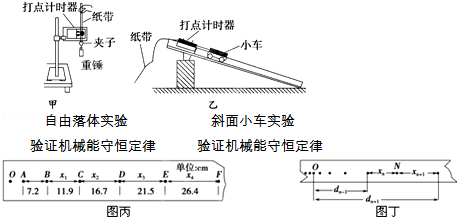 打点计时器
纸带
夹子
重锤
甲
自由落体实验
验证机械能守恒定律
纸带
打点计时器
小车
乙
斜面小车实验
验证机械能守恒定律
单位:cm
O A B x₁ C x₂ D x₃ E x₄ F
7.2 11.9 16.7 21.5 26.4
图丙
O xₙ N xₙ₊₁
dₙ₋₁
dₙ₊₁
图丁